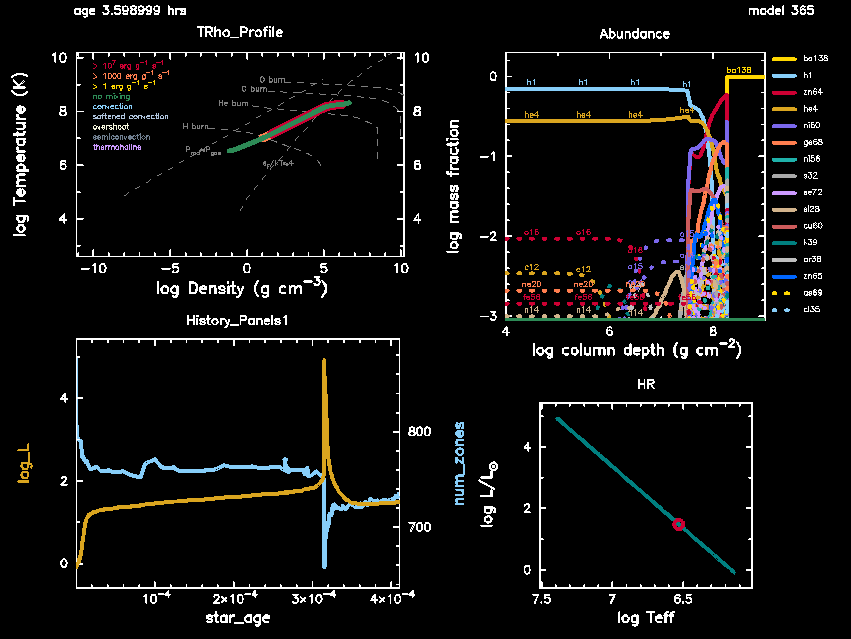 age 3.598999 hrs
model 365
TRho_Profile
10
8
6
4
log Temperature (K)
> 10⁷ erg g⁻¹ s⁻¹
> 1000 erg g⁻¹ s⁻¹
> 1 erg g⁻¹ s⁻¹
no mixing
convection
softened convection
overshoot
semiconvection
thermohaline
O burn
C burn
He burn
H burn
10
8
6
4
−10
−5
0
5
10
log Density (g cm⁻³)
Abundance
0
−1
−2
−3
log mass fraction
ba138
h1
h1
h1
h1
he4
he4
he4
he4
o16
o16
o16
c12
c12
ne20
ne20
fe56
fe56
n14
n14
n14
4
6
8
log column depth (g cm⁻²)
ba138
h1
zn64
he4
ni60
ge68
ni56
s32
se72
si28
cu60
k39
ar38
zn65
as69
cl35
History_Panels1
4
2
0
log_L
800
700
num_zones
10⁻⁴
2×10⁻⁴
3×10⁻⁴
4×10⁻⁴
star_age
HR
4
2
0
log L/L☉
7.5
7
6.5
log Teff